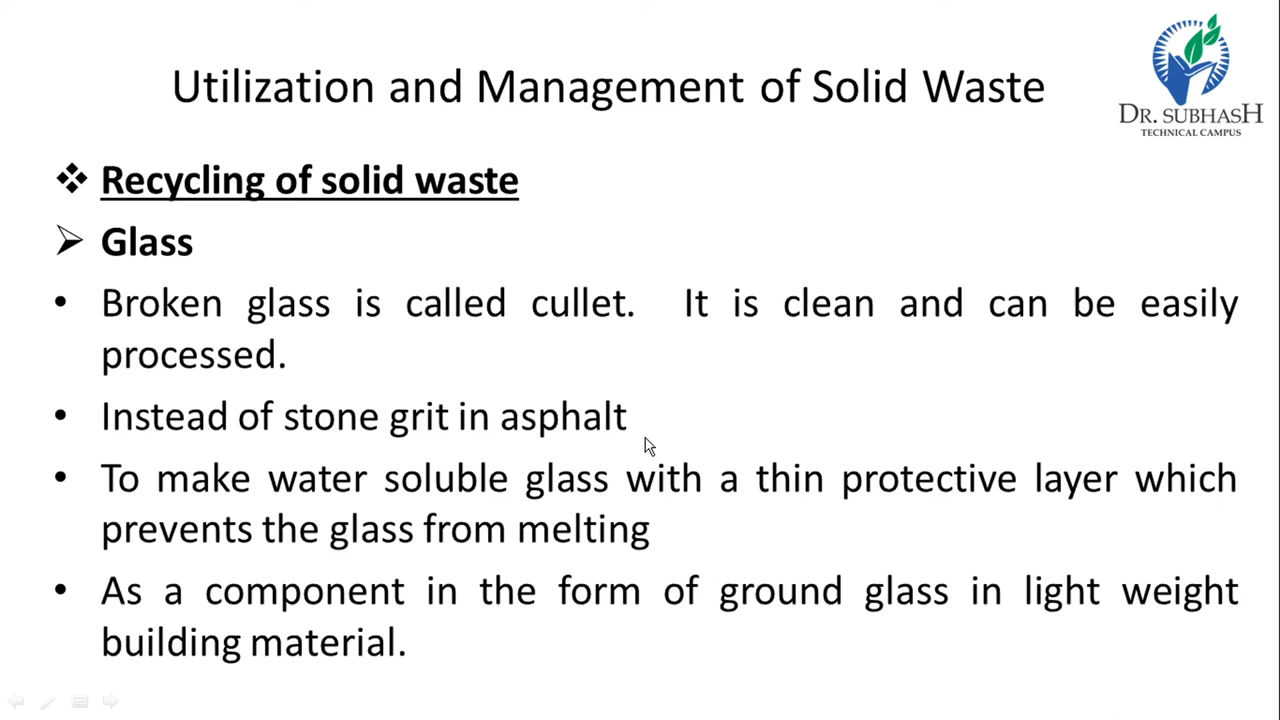 Utilization and Management of Solid Waste
DR. SUBHASH
TECHNICAL CAMPUS
Recycling of solid waste
Glass
Broken glass is called cullet. It is clean and can be easily
processed.
Instead of stone grit in asphalt
To make water soluble glass with a thin protective layer which
prevents the glass from melting
As a component in the form of ground glass in light weight
building material.